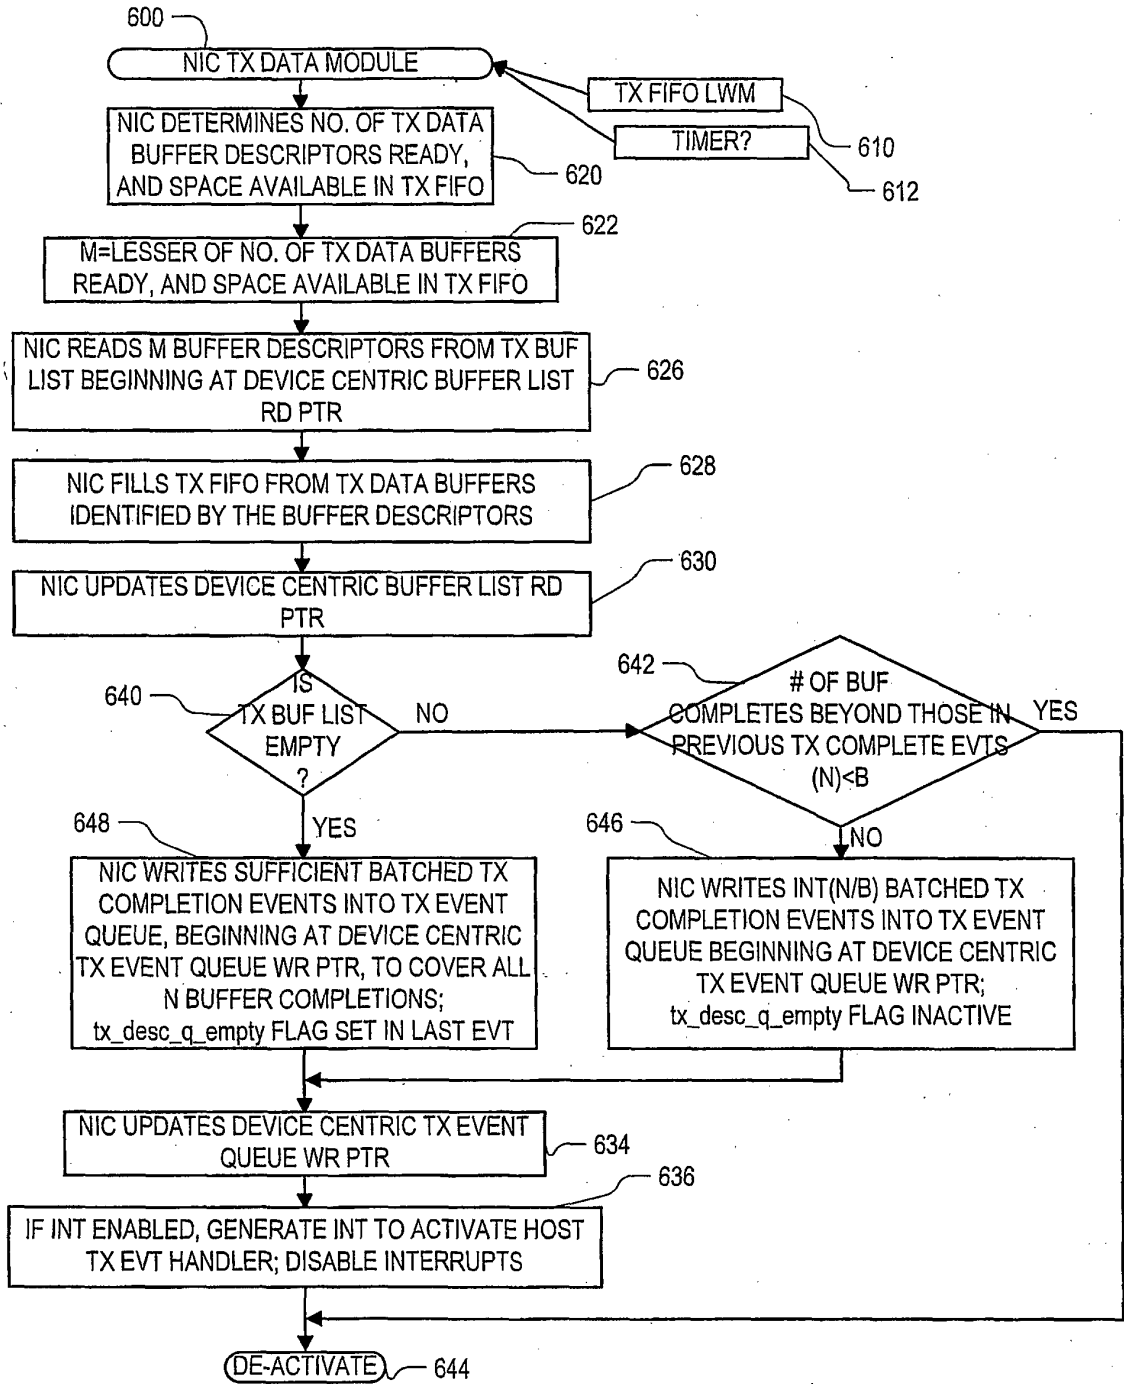 600
NIC TX DATA MODULE
TX FIFO LWM
610
TIMER?
612
NIC DETERMINES NO. OF TX DATA
BUFFER DESCRIPTORS READY,
AND SPACE AVAILABLE IN TX FIFO
620
622
M=LESSER OF NO. OF TX DATA BUFFERS
READY, AND SPACE AVAILABLE IN TX FIFO
NIC READS M BUFFER DESCRIPTORS FROM TX BUF
LIST BEGINNING AT DEVICE CENTRIC BUFFER LIST
RD PTR
626
NIC FILLS TX FIFO FROM TX DATA BUFFERS
IDENTIFIED BY THE BUFFER DESCRIPTORS
628
NIC UPDATES DEVICE CENTRIC BUFFER LIST RD
PTR
630
640
IS
TX BUF LIST
EMPTY
?
NO
YES
642
# OF BUF
COMPLETES BEYOND THOSE IN
PREVIOUS TX COMPLETE EVTS
(N)<B
YES
NO
648
NIC WRITES SUFFICIENT BATCHED TX
COMPLETION EVENTS INTO TX EVENT
QUEUE, BEGINNING AT DEVICE CENTRIC
TX EVENT QUEUE WR PTR, TO COVER ALL
N BUFFER COMPLETIONS;
tx_desc_q_empty FLAG SET IN LAST EVT
646
NIC WRITES INT(N/B) BATCHED TX
COMPLETION EVENTS INTO TX EVENT
QUEUE BEGINNING AT DEVICE CENTRIC
TX EVENT QUEUE WR PTR;
tx_desc_q_empty FLAG INACTIVE
NIC UPDATES DEVICE CENTRIC TX EVENT
QUEUE WR PTR
634
636
IF INT ENABLED, GENERATE INT TO ACTIVATE HOST
TX EVT HANDLER; DISABLE INTERRUPTS
DE-ACTIVATE
644